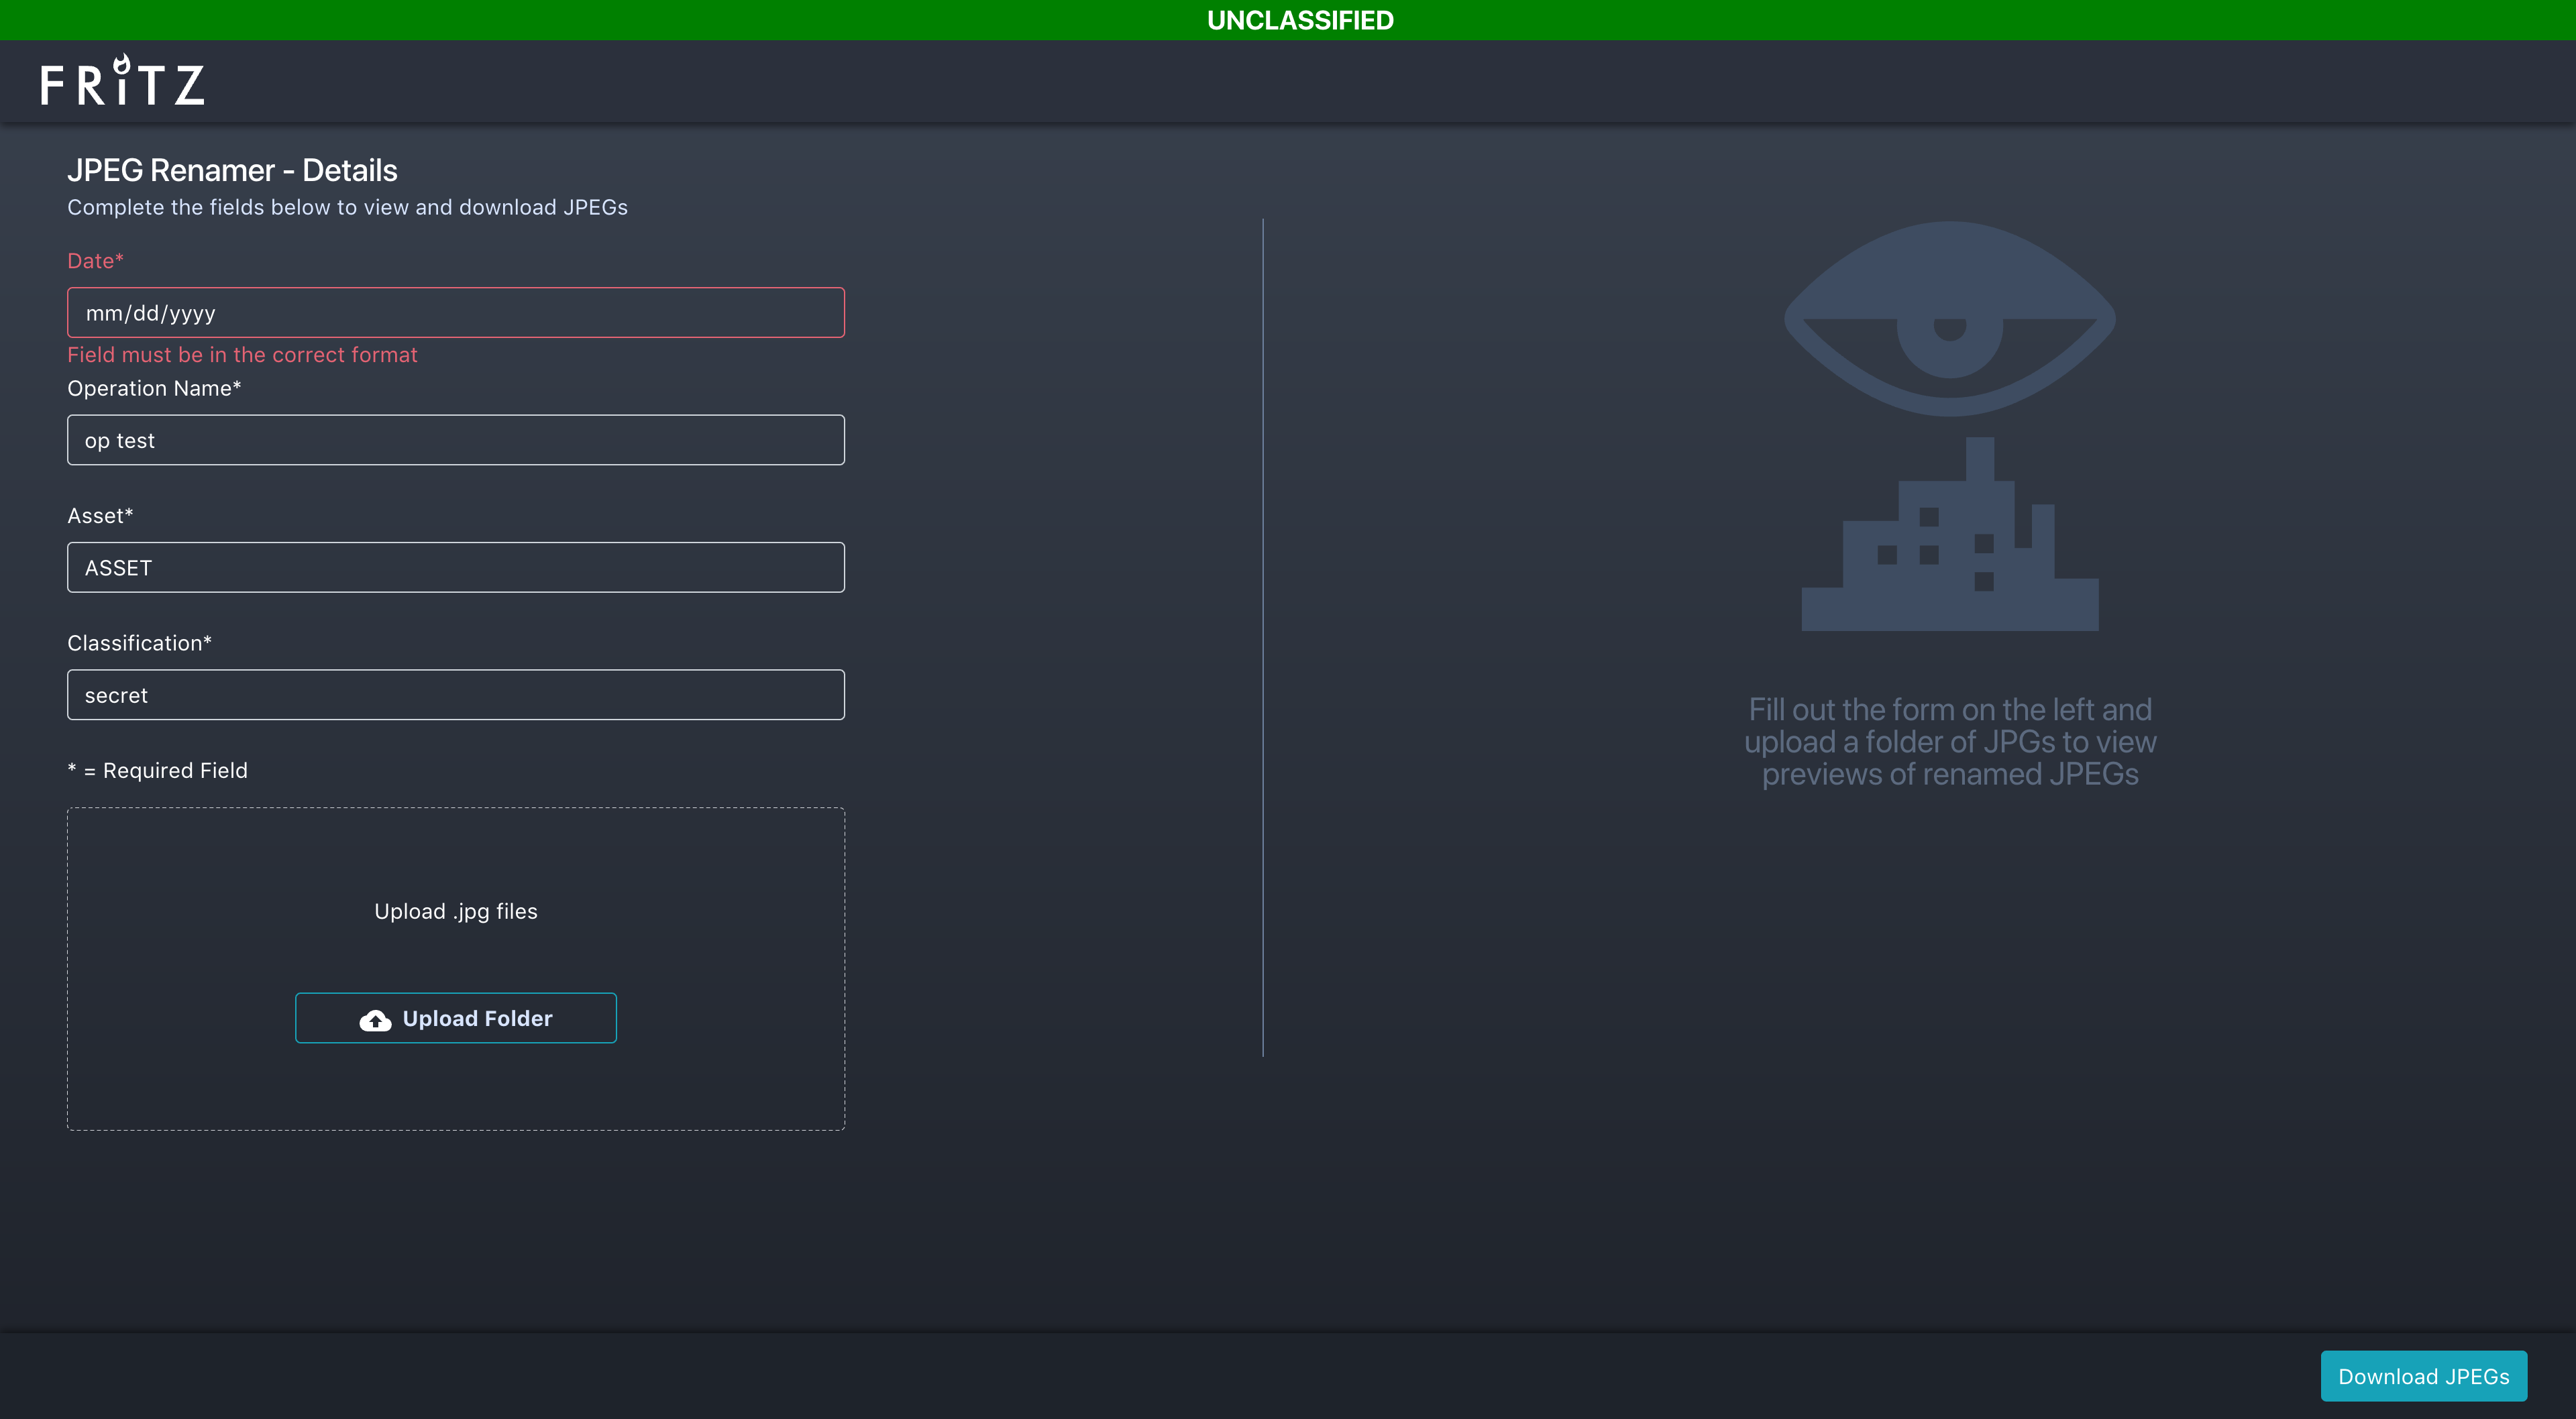 UNCLASSIFIED
FRiTZ
JPEG Renamer - Details
Complete the fields below to view and download JPEGs
Date*
mm/dd/yyyy
Field must be in the correct format
Operation Name*
op test
Asset*
ASSET
Classification*
secret
* = Required Field
Upload .jpg files
Upload Folder
Fill out the form on the left and
upload a folder of JPGs to view
previews of renamed JPEGs
Download JPEGs